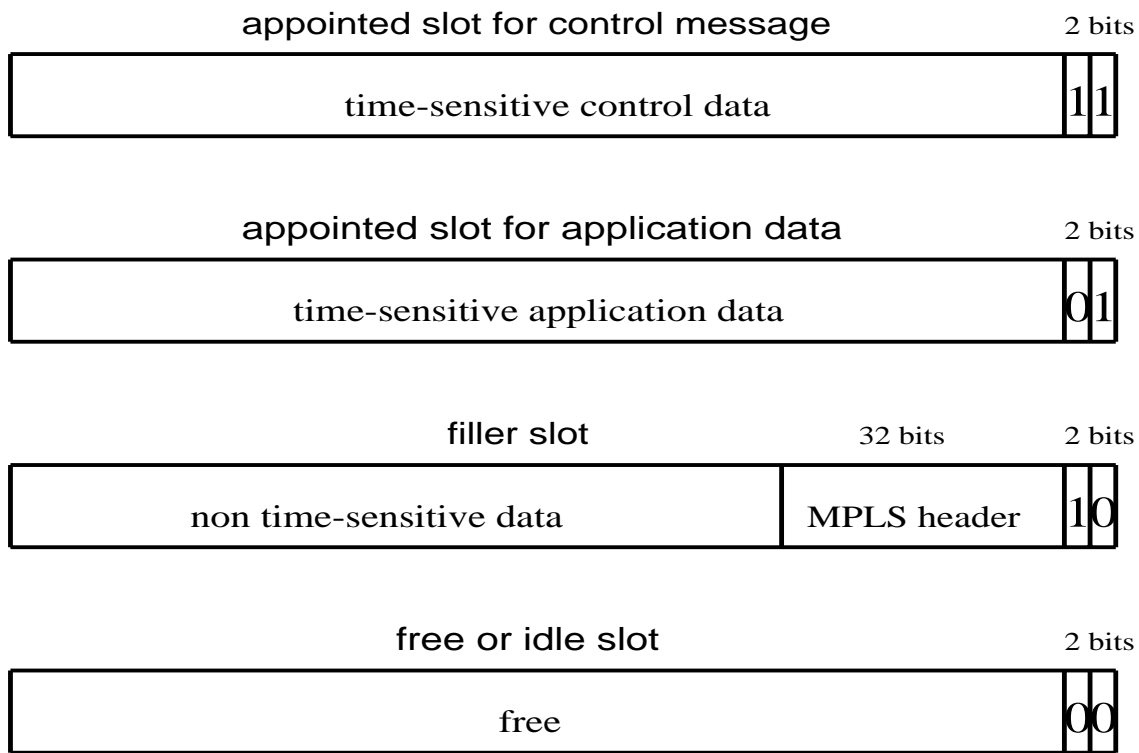 appointed slot for control message 2 bits
time-sensitive control data 1 1
appointed slot for application data 2 bits
time-sensitive application data 0 1
filler slot 32 bits 2 bits
non time-sensitive data MPLS header 1 0
free or idle slot 2 bits
free 0 0